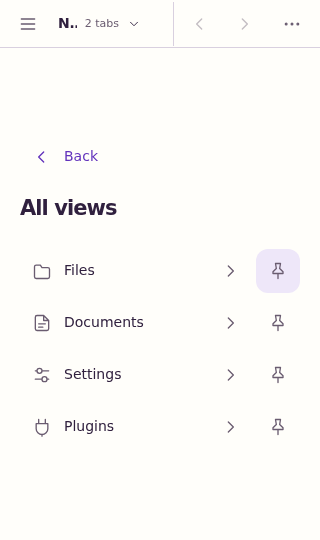 N.. 2 tabs
Back
All views
Files
Documents
Settings
Plugins